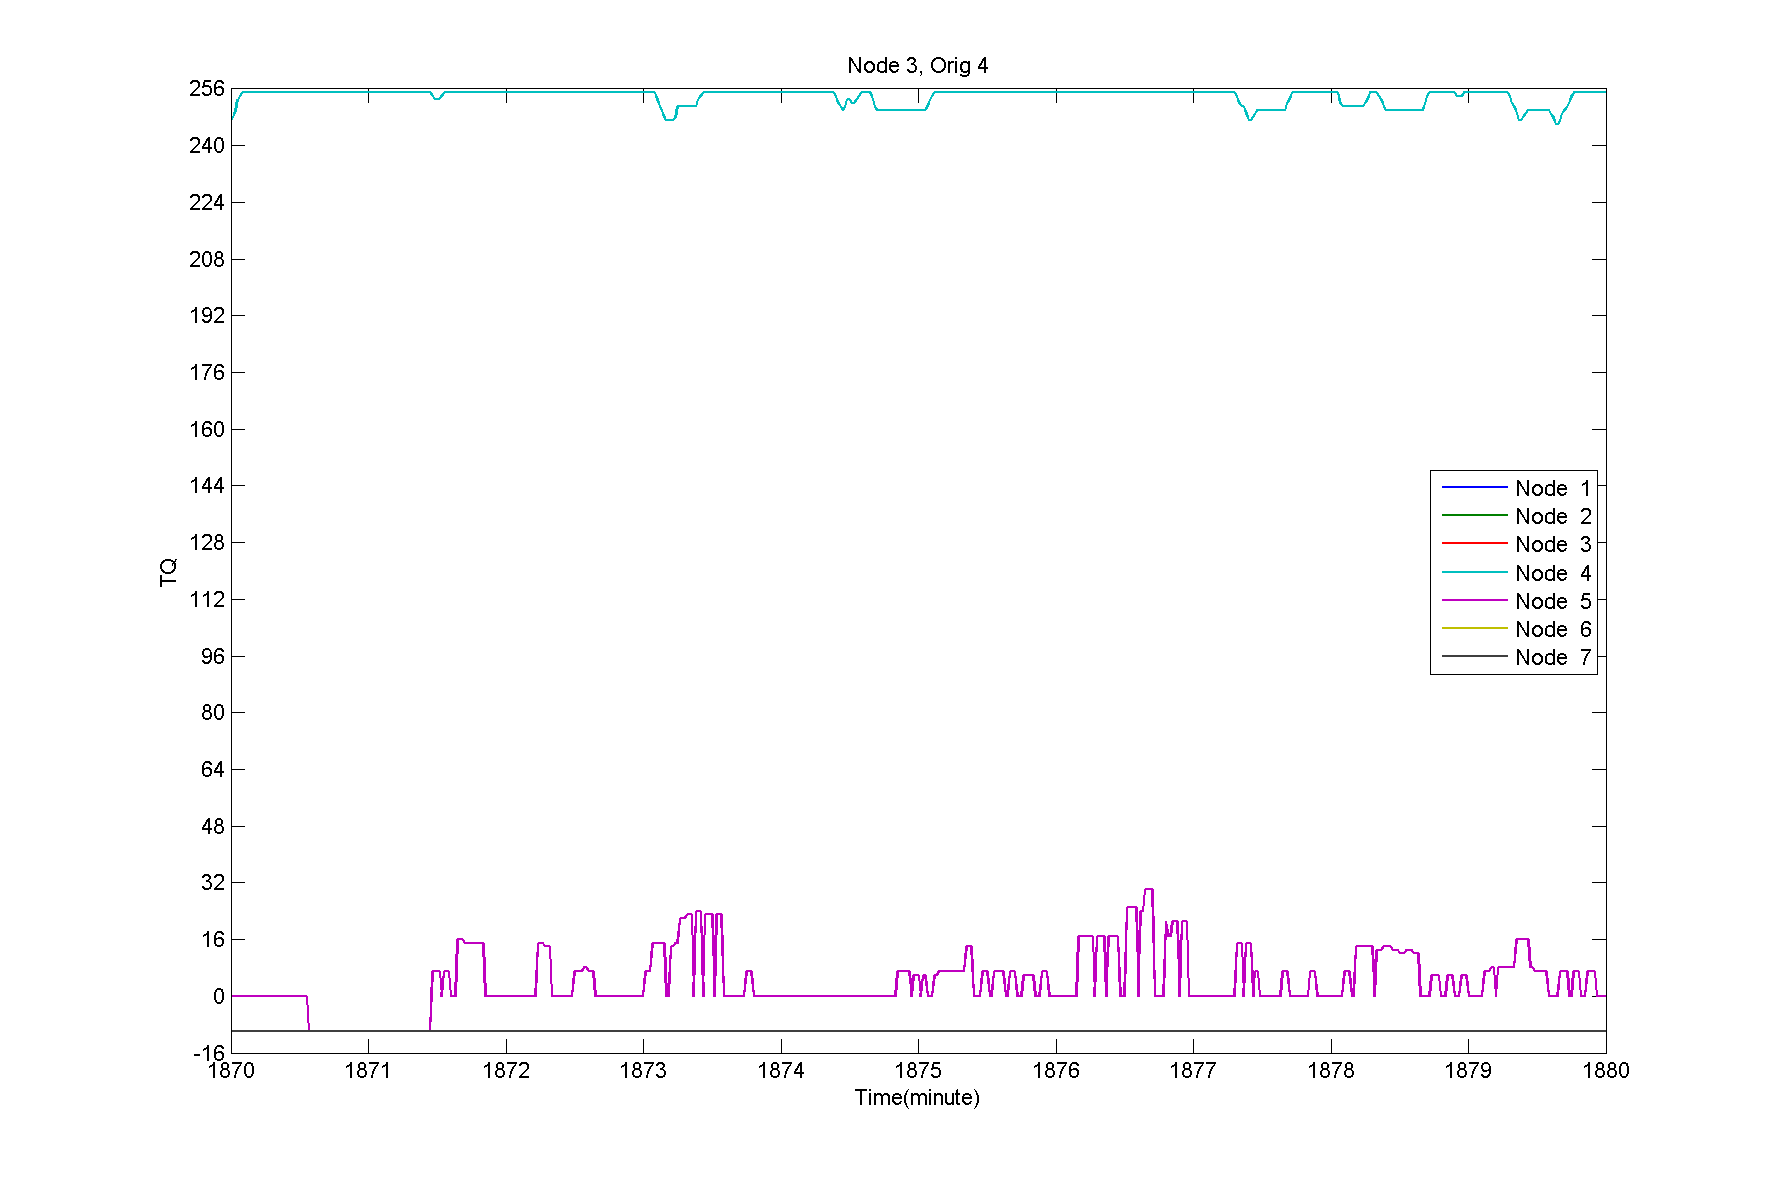 Node 3, Orig 4
256
240
224
208
192
176
160
144
128
112
96
80
64
48
32
16
0
-16
TQ
Node 1
Node 2
Node 3
Node 4
Node 5
Node 6
Node 7
1870 1871 1872 1873 1874 1875 1876 1877 1878 1879 1880
Time(minute)